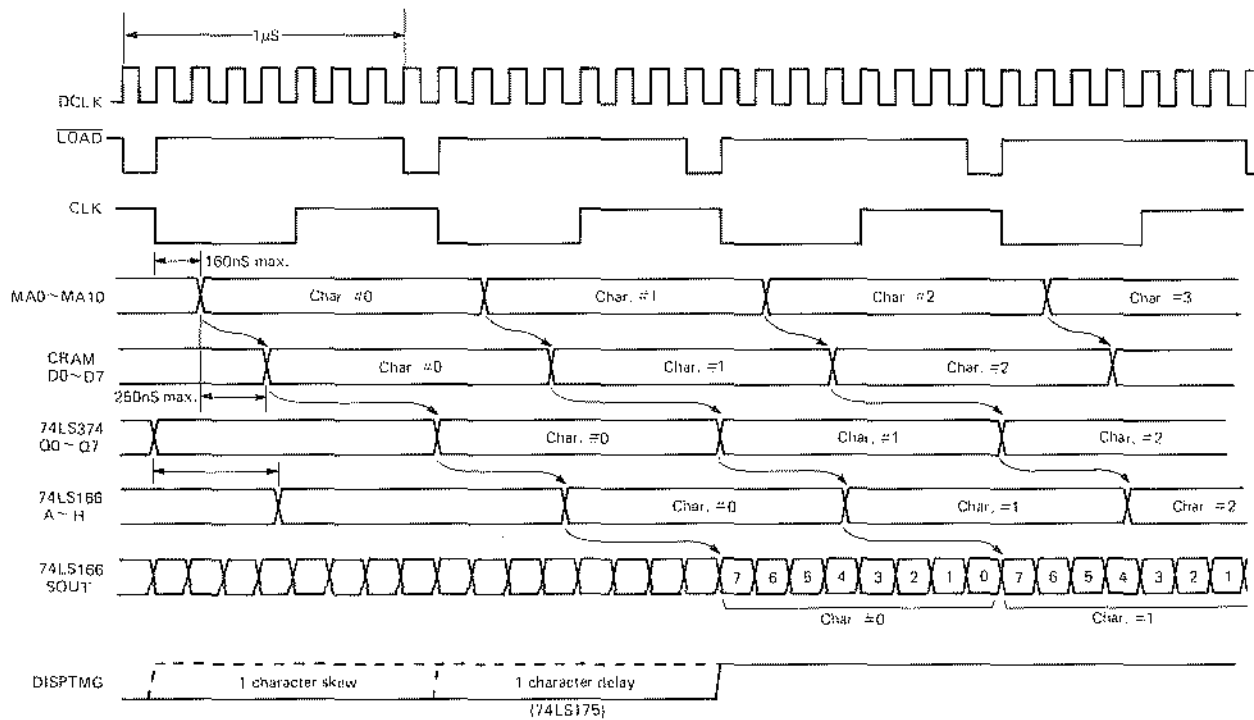 1μS
DCLK
LOAD
CLK
160nS max.
MA0~MA10
Char. #0
Char. #1
Char. #2
Char. =3
CRAM
D0~D7
Char #0
Char. =1
Char. =2
250nS max.
74LS374
Q0~Q7
Char. =0
Char. #1
Char. =2
74LS166
A~H
Char. #0
Char. =1
Char. =2
74LS166
SOUT
7 6 5 4 3 2 1 0 7 6 5 4 3 2 1
Char =0
Char. =1
DISPTMG
1 character skew
1 character delay
(74LS175)